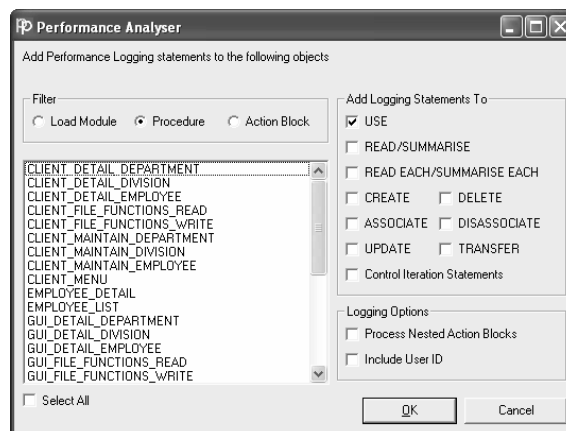 Performance Analyser
Add Performance Logging statements to the following objects
Filter
Load Module Procedure Action Block
CLIENT_DETAIL_DEPARTMENT
CLIENT_DETAIL_DIVISION
CLIENT_DETAIL_EMPLOYEE
CLIENT_FILE_FUNCTIONS_READ
CLIENT_FILE_FUNCTIONS_WRITE
CLIENT_MAINTAIN_DEPARTMENT
CLIENT_MAINTAIN_DIVISION
CLIENT_MAINTAIN_EMPLOYEE
CLIENT_MENU
EMPLOYEE_DETAIL
EMPLOYEE_LIST
GUI_DETAIL_DEPARTMENT
GUI_DETAIL_DIVISION
GUI_DETAIL_EMPLOYEE
GUI_FILE_FUNCTIONS_READ
GUI_FILE_FUNCTIONS_WRITE
Select All
Add Logging Statements To
USE
READ/SUMMARISE
READ EACH/SUMMARISE EACH
CREATE DELETE
ASSOCIATE DISASSOCIATE
UPDATE TRANSFER
Control Iteration Statements
Logging Options
Process Nested Action Blocks
Include User ID
OK Cancel